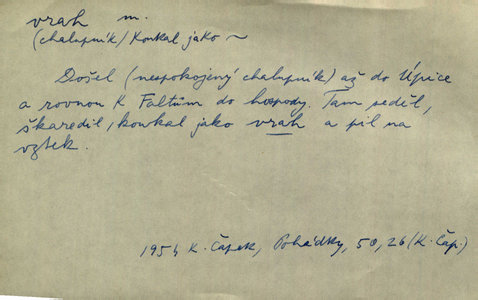 vrah m.
(chalupník) koukal jako ~
Došel (nespokojený chalupník) až do Úpice
a rovnou k Faltům do hospody. Tam seděl,
škaredil, koukal jako vrah a pil na
vztek.
1954 K. Čapek, Pohádky, 50, 26 (K. Čap.)